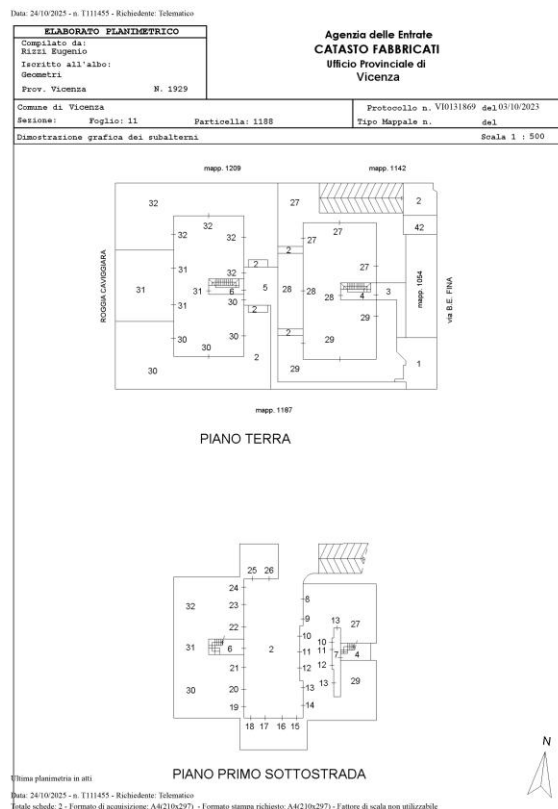 Data: 24/10/2025 - n. T111455 - Richiedente: Telematico
ELABORATO PLANIMETRICO
Compilato da:
Rizzi Eugenio
Iscritto all'albo:
Geometri
Prov. Vicenza N. 1929
Agenzia delle Entrate
CATASTO FABBRICATI
Ufficio Provinciale di
Vicenza
Comune di Vicenza
Protocollo n. VI0131869 del 03/10/2023
Sezione: Foglio: 11 Particella: 1188
Tipo Mappale n. del
Dimostrazione grafica dei subalterni
Scala 1 : 500
mapp. 1209 mapp. 1142
32 27 2
32 27 42
32 32 27
2 2
31 32 27
ROGGIA CAVIGGIARA
31 31 6 5 28 28 28 4 3
mapp. 1054
via B.E. FINA
30
31 2 29
30 30 2
30 29 1
30 2 29
mapp. 1187
PIANO TERRA
25 26
24 8
32 23 9 13 27
22 10 10
31 6 2 11 11 7 4
21 12 12
30 20 13 13 29
19 14
18 17 16 15
N
Ultima planimetria in atti
PIANO PRIMO SOTTOSTRADA
Data: 24/10/2025 - n. T111455 - Richiedente: Telematico
Totale schede: 2 - Formato di acquisizione: A4(210x297) - Formato stampa richiesto: A4(210x297) - Fattore di scala non utilizzabile